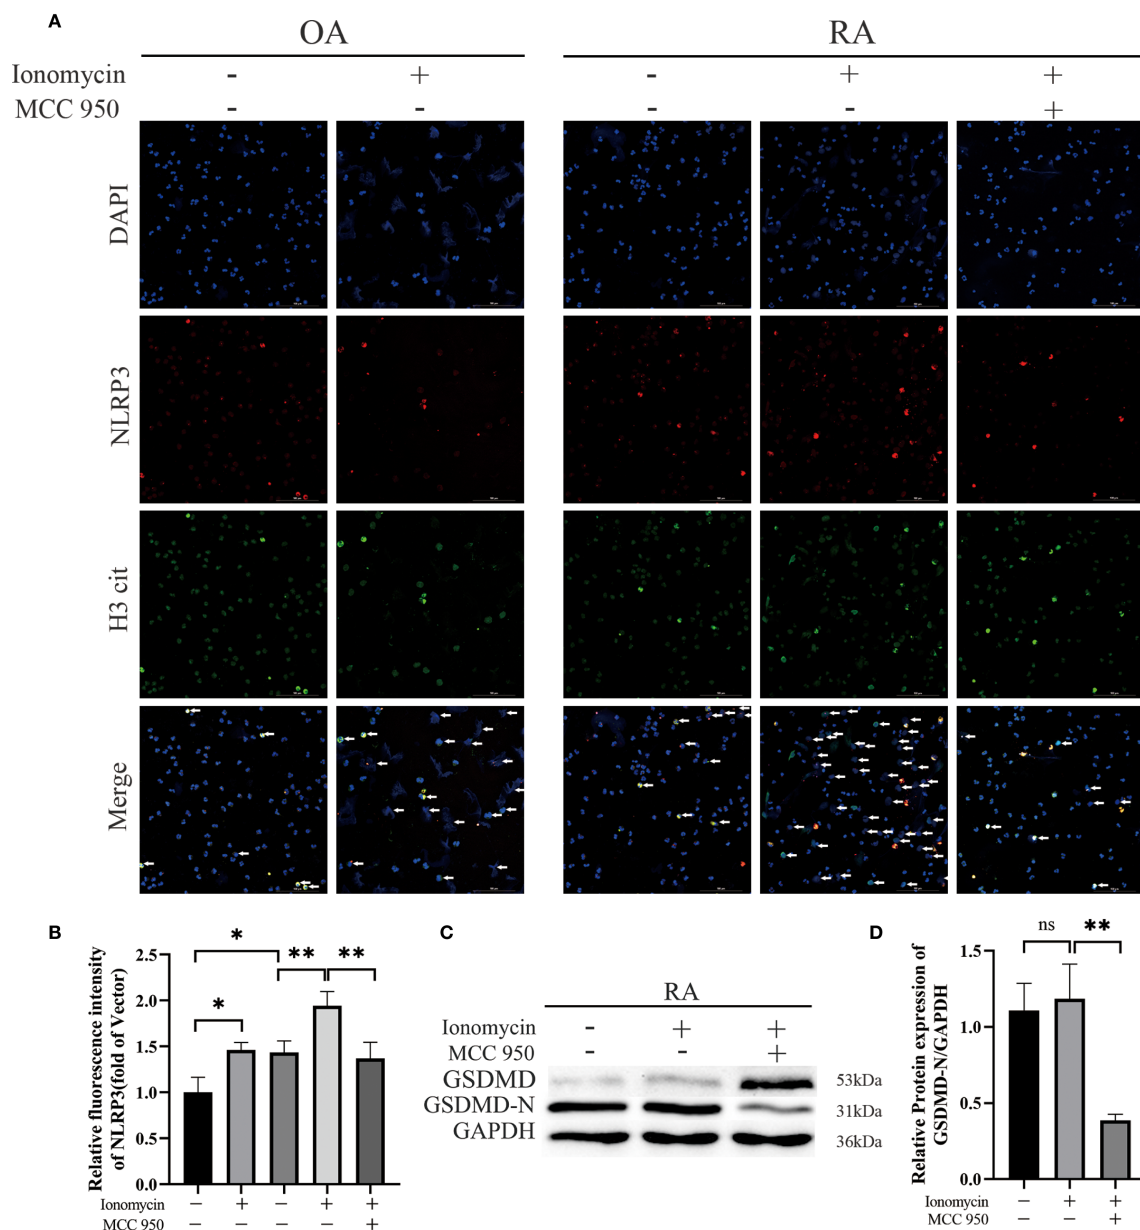 A
OA RA
Ionomycin - + - + +
MCC 950 - - - - +
DAPI
NLRP3
H3 cit
Merge
B
Relative fluorescence intensity
of NLRP3(fold of Vector)
2.5
2.0
1.5
1.0
0.5
0.0
* * ** **
Ionomycin − + − + +
MCC 950 − − − − +
C
RA
Ionomycin - + +
MCC 950 - - +
GSDMD 53kDa
GSDMD-N 31kDa
GAPDH 36kDa
D
Relative Protein expression of
GSDMD-N/GAPDH
1.5
1.0
0.5
0.0
ns **
Ionomycin − + +
MCC 950 − − +